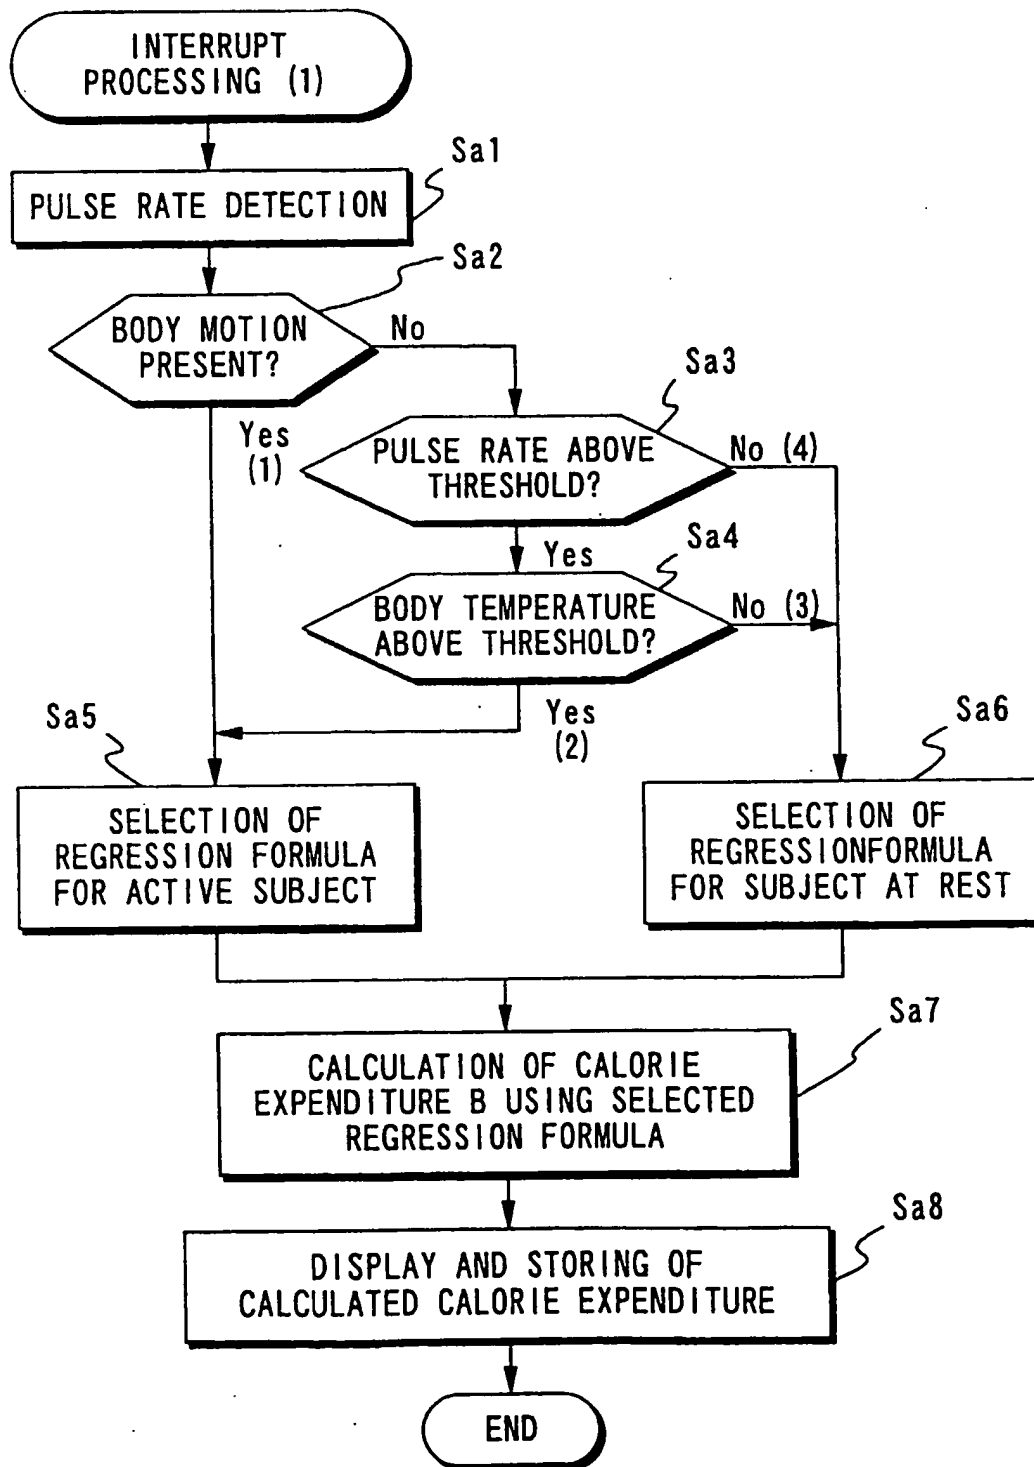 INTERRUPT
PROCESSING (1)
Sa1
PULSE RATE DETECTION
Sa2
BODY MOTION
PRESENT?
No
Sa3
Yes
(1)
PULSE RATE ABOVE
THRESHOLD?
No (4)
Yes
Sa4
BODY TEMPERATURE
ABOVE THRESHOLD?
No (3)
Yes
(2)
Sa5
Sa6
SELECTION OF
REGRESSION FORMULA
FOR ACTIVE SUBJECT
SELECTION OF
REGRESSIONFORMULA
FOR SUBJECT AT REST
Sa7
CALCULATION OF CALORIE
EXPENDITURE B USING SELECTED
REGRESSION FORMULA
Sa8
DISPLAY AND STORING OF
CALCULATED CALORIE EXPENDITURE
END